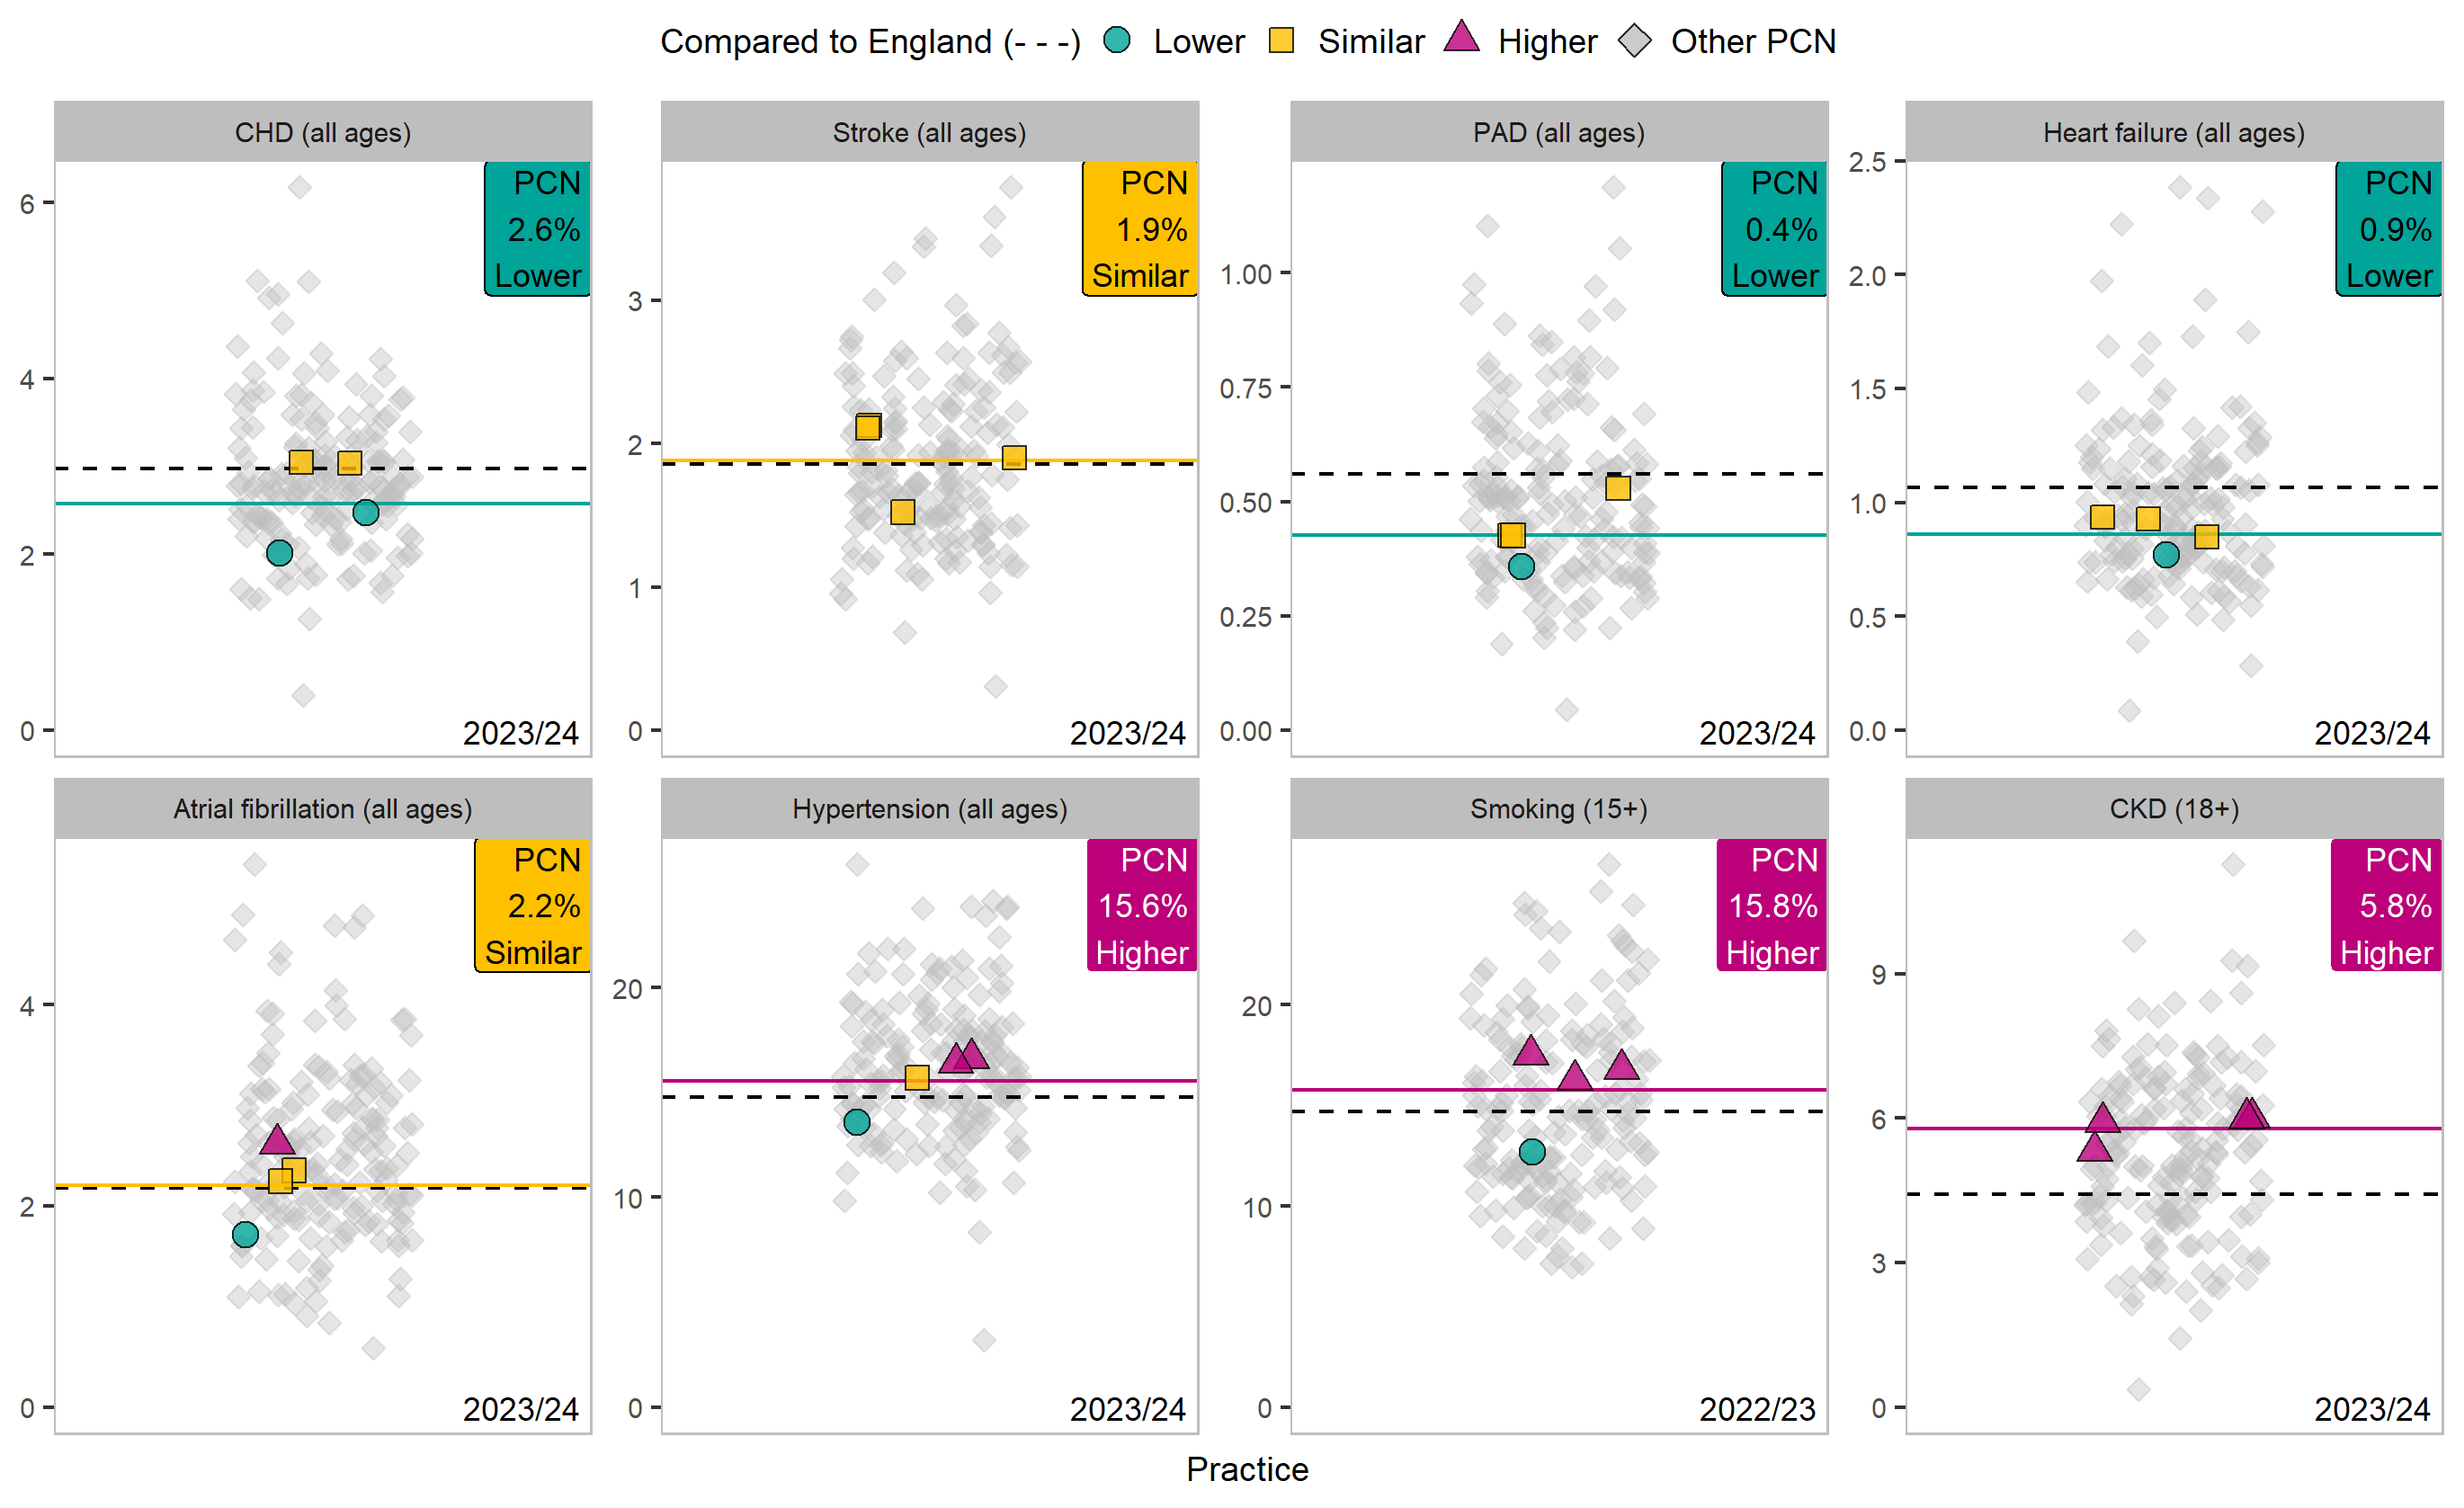 Compared to England (- - -) Lower Similar Higher Other PCN
CHD (all ages)
PCN
2.6%
Lower
6
4
2
0
2023/24
Stroke (all ages)
PCN
1.9%
Similar
3
2
1
0
2023/24
PAD (all ages)
PCN
0.4%
Lower
1.00
0.75
0.50
0.25
0.00
2023/24
Heart failure (all ages)
PCN
0.9%
Lower
2.5
2.0
1.5
1.0
0.5
0.0
2023/24
Atrial fibrillation (all ages)
PCN
2.2%
Similar
4
2
0
2023/24
Hypertension (all ages)
PCN
15.6%
Higher
20
10
0
2023/24
Smoking (15+)
PCN
15.8%
Higher
20
10
0
2022/23
CKD (18+)
PCN
5.8%
Higher
9
6
3
0
2023/24
Practice